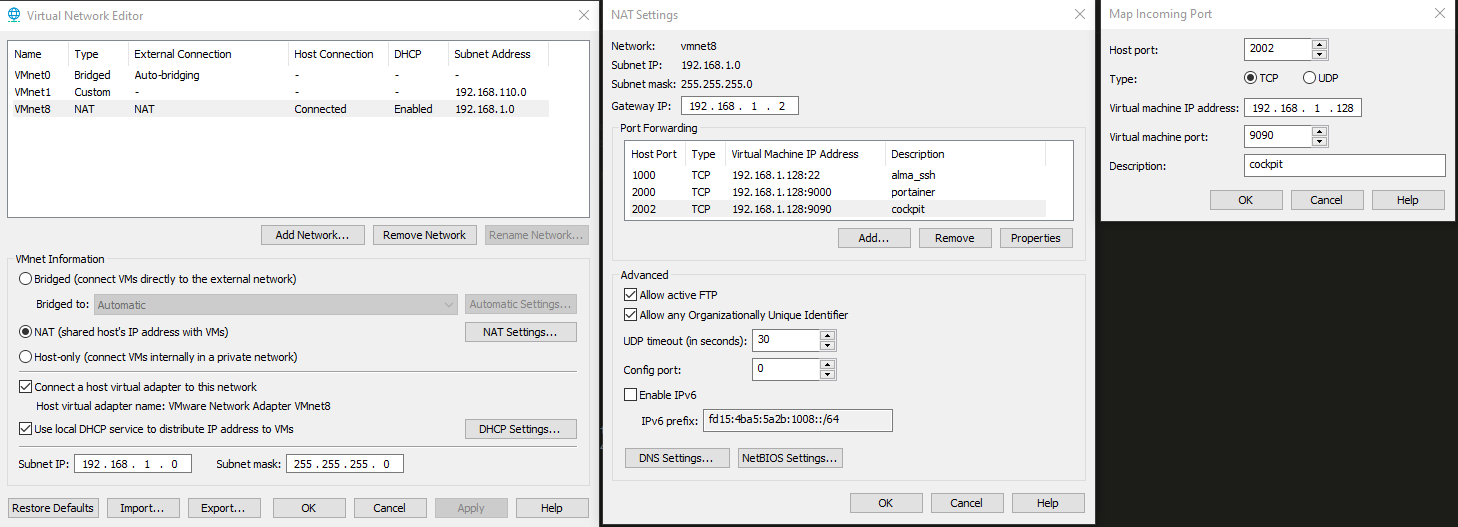 Virtual Network Editor
Name Type External Connection Host Connection DHCP Subnet Address
VMnet0 Bridged Auto-bridging - - -
VMnet1 Custom - - - 192.168.110.0
VMnet8 NAT NAT Connected Enabled 192.168.1.0
Add Network... Remove Network Rename Network...
VMnet Information
Bridged (connect VMs directly to the external network)
Bridged to: Automatic Automatic Settings...
NAT (shared host's IP address with VMs) NAT Settings...
Host-only (connect VMs internally in a private network)
Connect a host virtual adapter to this network
Host virtual adapter name: VMware Network Adapter VMnet8
Use local DHCP service to distribute IP address to VMs DHCP Settings...
Subnet IP: 192 . 168 . 1 . 0 Subnet mask: 255 . 255 . 255 . 0
Restore Defaults Import... Export... OK Cancel Apply Help
NAT Settings
Network: vmnet8
Subnet IP: 192.168.1.0
Subnet mask: 255.255.255.0
Gateway IP: 192 . 168 . 1 . 2
Port Forwarding
Host Port Type Virtual Machine IP Address Description
1000 TCP 192.168.1.128:22 alma_ssh
2000 TCP 192.168.1.128:9000 portainer
2002 TCP 192.168.1.128:9090 cockpit
Add... Remove Properties
Advanced
Allow active FTP
Allow any Organizationally Unique Identifier
UDP timeout (in seconds): 30
Config port: 0
Enable IPv6
IPv6 prefix: fd15:4ba5:5a2b:1008::/64
DNS Settings... NetBIOS Settings...
OK Cancel Help
Map Incoming Port
Host port: 2002
Type: TCP UDP
Virtual machine IP address: 192 . 168 . 1 . 128
Virtual machine port: 9090
Description: cockpit
OK Cancel Help